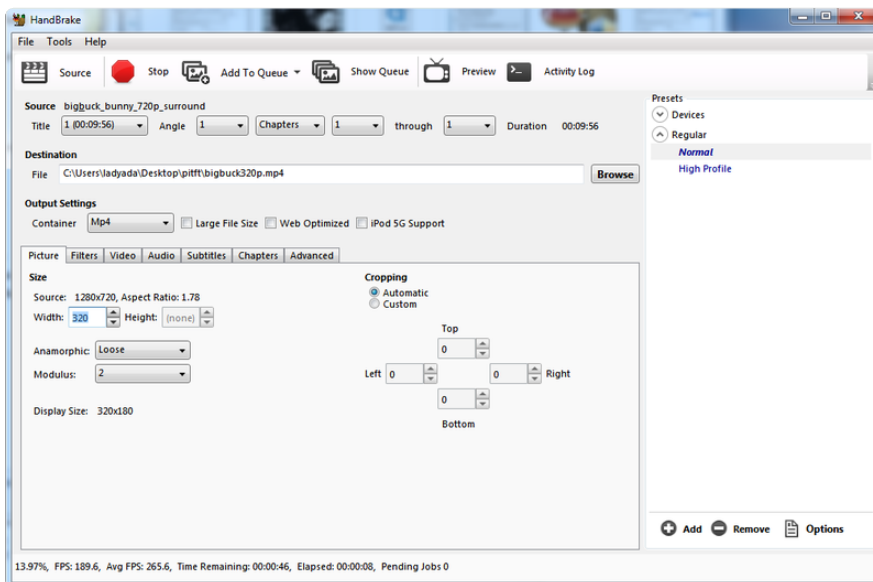 HandBrake
File Tools Help
Source Stop Add To Queue Show Queue Preview Activity Log
Source bigbuck_bunny_720p_surround
Title 1 (00:09:56) Angle 1 Chapters 1 through 1 Duration 00:09:56
Destination
File C:\Users\ladyada\Desktop\pitft\bigbuck320p.mp4 Browse
Output Settings
Container Mp4 Large File Size Web Optimized iPod 5G Support
Picture Filters Video Audio Subtitles Chapters Advanced
Size
Source: 1280x720, Aspect Ratio: 1.78
Width: 320 Height: (none)
Anamorphic: Loose
Modulus: 2
Display Size: 320x180
Cropping
Automatic
Custom
Top
0
Left 0 0 Right
0
Bottom
Presets
Devices
Regular
Normal
High Profile
Add Remove Options
13.97%, FPS: 189.6, Avg FPS: 265.6, Time Remaining: 00:00:46, Elapsed: 00:00:08, Pending Jobs 0